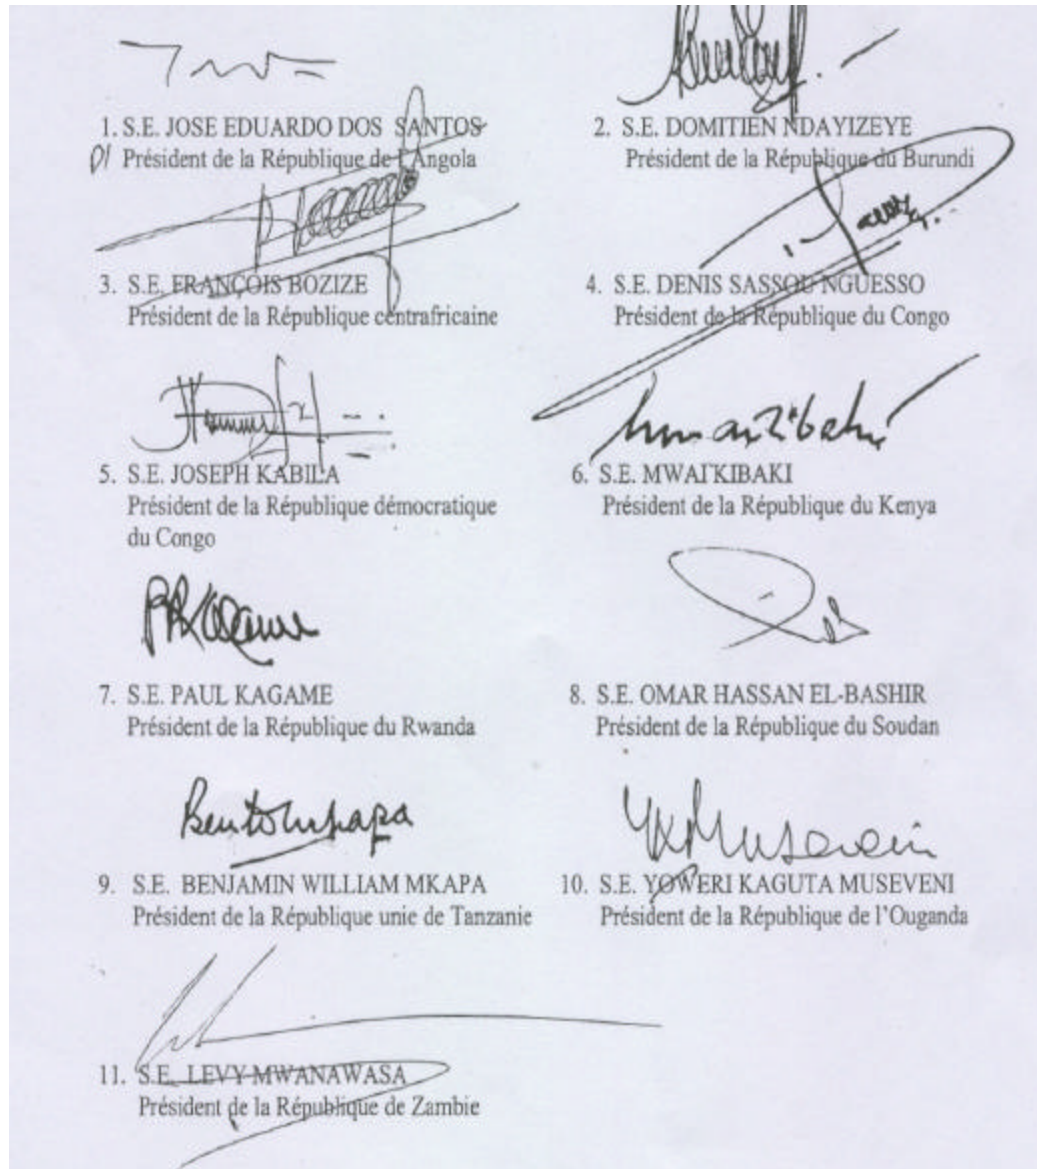 1. S.E. JOSE EDUARDO DOS SANTOS
Président de la République de l'Angola
2. S.E. DOMITIEN NDAYIZEYE
Président de la République du Burundi
3. S.E. FRANÇOIS BOZIZE
Président de la République centrafricaine
4. S.E. DENIS SASSOU NGUESSO
Président de la République du Congo
5. S.E. JOSEPH KABILA
Président de la République démocratique
du Congo
6. S.E. MWAI KIBAKI
Président de la République du Kenya
7. S.E. PAUL KAGAME
Président de la République du Rwanda
8. S.E. OMAR HASSAN EL-BASHIR
Président de la République du Soudan
9. S.E. BENJAMIN WILLIAM MKAPA
Président de la République unie de Tanzanie
10. S.E. YOWERI KAGUTA MUSEVENI
Président de la République de l'Ouganda
11. S.E. LEVY MWANAWASA
Président de la République de Zambie